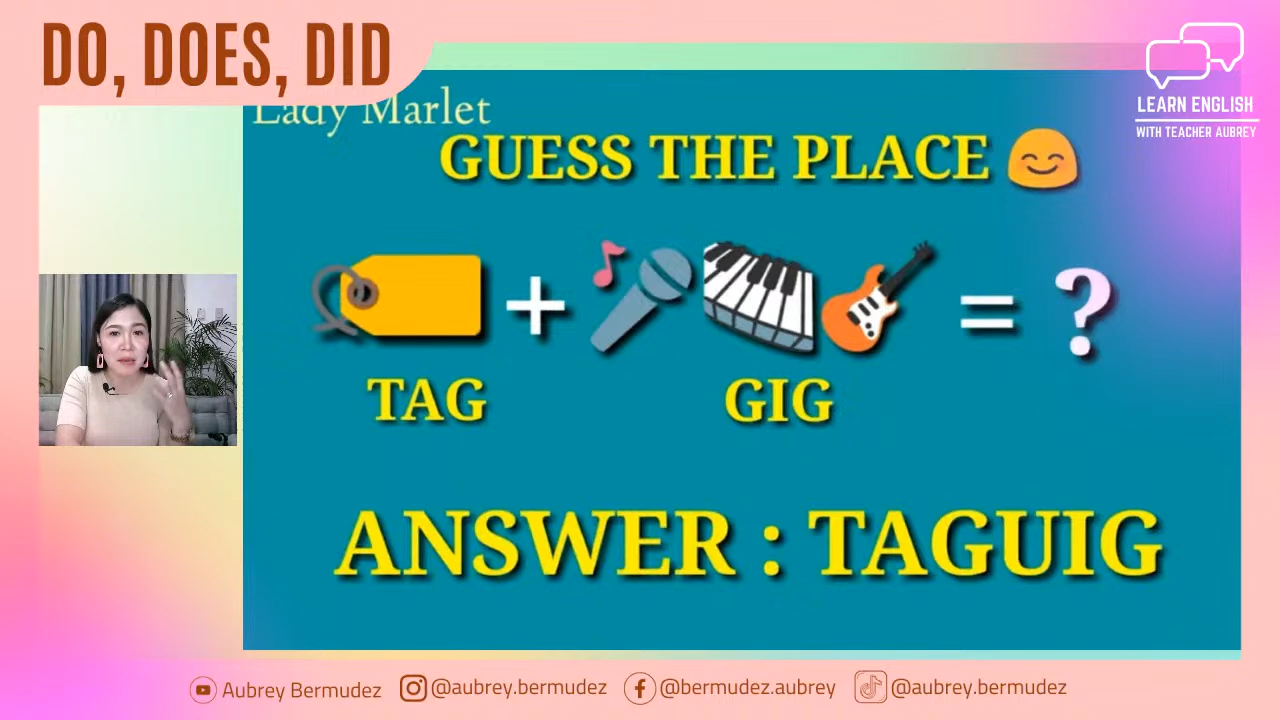 DO, DOES, DID
LEARN ENGLISH
WITH TEACHER AUBREY
Lady Marlet
GUESS THE PLACE
+ = ?
TAG GIG
ANSWER : TAGUIG
Aubrey Bermudez @aubrey.bermudez @bermudez.aubrey @aubrey.bermudez